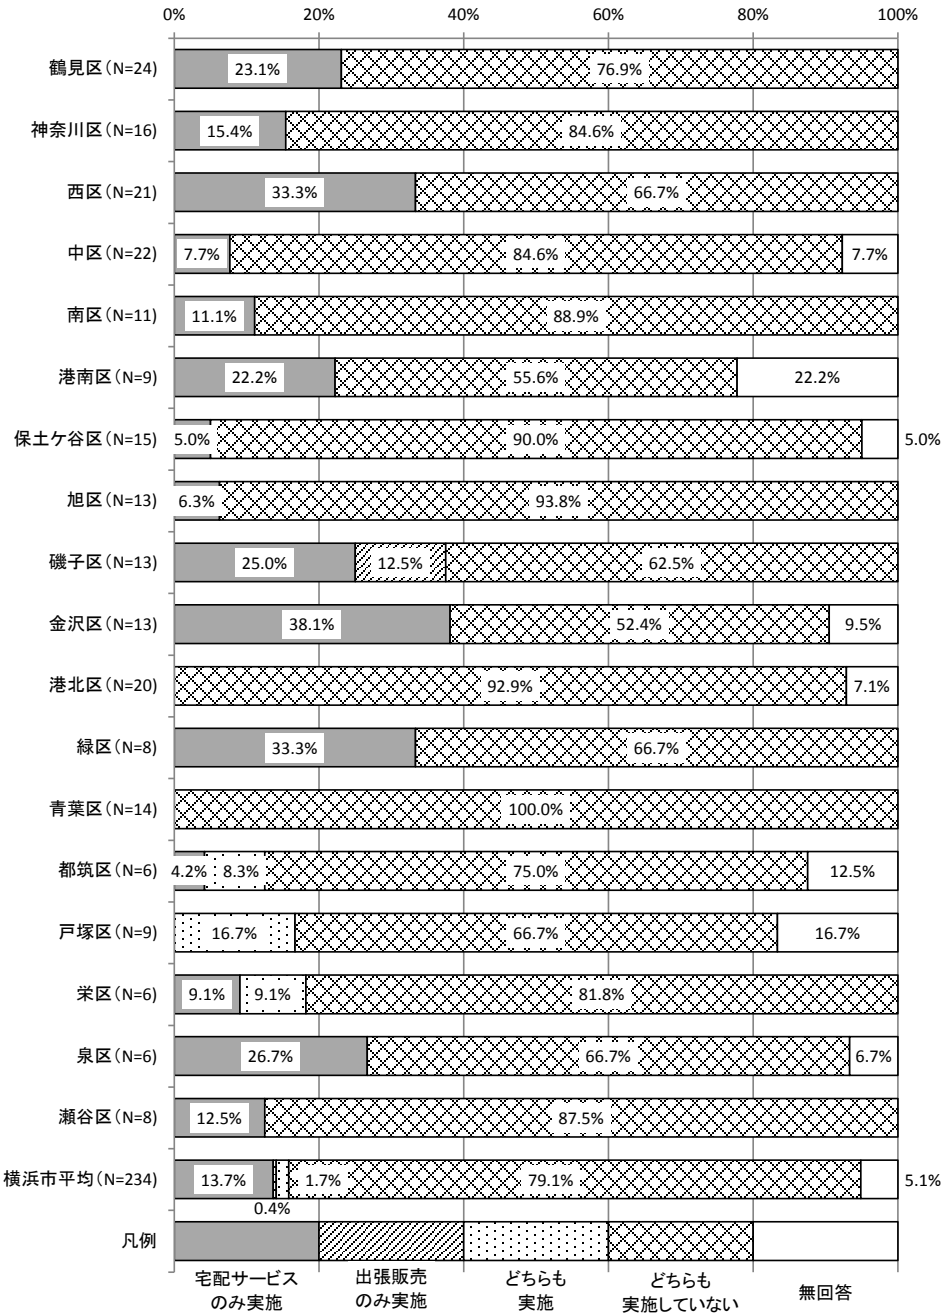 0% 20% 40% 60% 80% 100%
鶴見区(N=24) 23.1% 76.9%
神奈川区(N=16) 15.4% 84.6%
西区(N=21) 33.3% 66.7%
中区(N=22) 7.7% 84.6% 7.7%
南区(N=11) 11.1% 88.9%
港南区(N=9) 22.2% 55.6% 22.2%
保土ケ谷区(N=15) 5.0% 90.0% 5.0%
旭区(N=13) 6.3% 93.8%
磯子区(N=13) 25.0% 12.5% 62.5%
金沢区(N=13) 38.1% 52.4% 9.5%
港北区(N=20) 92.9% 7.1%
緑区(N=8) 33.3% 66.7%
青葉区(N=14) 100.0%
都筑区(N=6) 4.2% 8.3% 75.0% 12.5%
戸塚区(N=9) 16.7% 66.7% 16.7%
栄区(N=6) 9.1% 9.1% 81.8%
泉区(N=6) 26.7% 66.7% 6.7%
瀬谷区(N=8) 12.5% 87.5%
横浜市平均(N=234) 13.7% 1.7% 79.1% 5.1%
0.4%
凡例
宅配サービス
のみ実施
出張販売
のみ実施
どちらも
実施
どちらも
実施していない
無回答